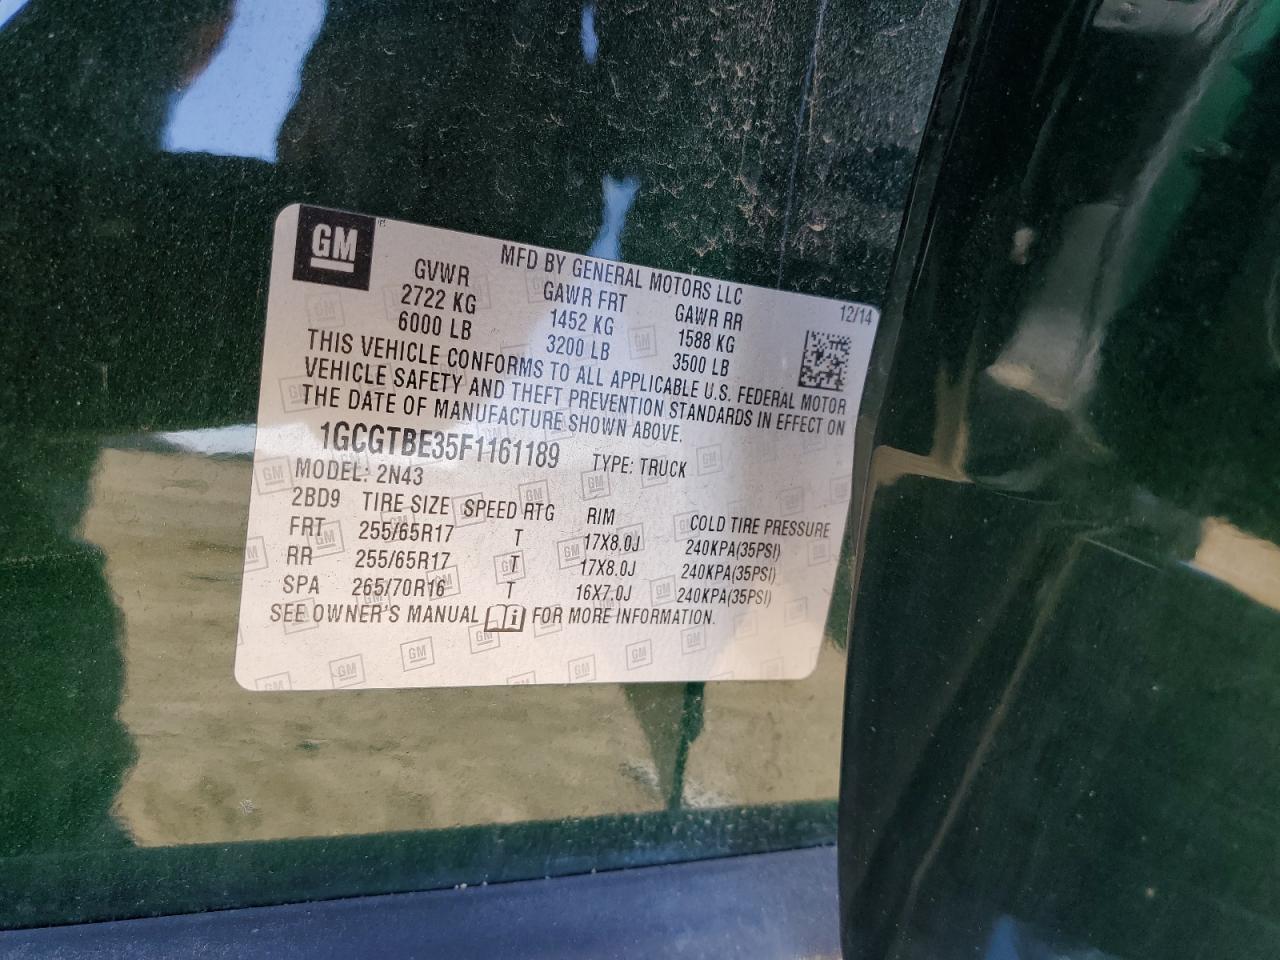 GM
MFD BY GENERAL MOTORS LLC
12/14
GVWR GAWR FRT GAWR RR
2722 KG 1452 KG 1588 KG
6000 LB 3200 LB 3500 LB
THIS VEHICLE CONFORMS TO ALL APPLICABLE U.S. FEDERAL MOTOR
VEHICLE SAFETY AND THEFT PREVENTION STANDARDS IN EFFECT ON
THE DATE OF MANUFACTURE SHOWN ABOVE.
1GCGTBE35F1161189 TYPE: TRUCK
MODEL: 2N43
2BD9 TIRE SIZE SPEED RTG RIM COLD TIRE PRESSURE
FRT 255/65R17 T 17X8.0J 240KPA(35PSI)
RR 255/65R17 T 17X8.0J 240KPA(35PSI)
SPA 265/70R16 T 16X7.0J 240KPA(35PSI)
SEE OWNER'S MANUAL i FOR MORE INFORMATION.